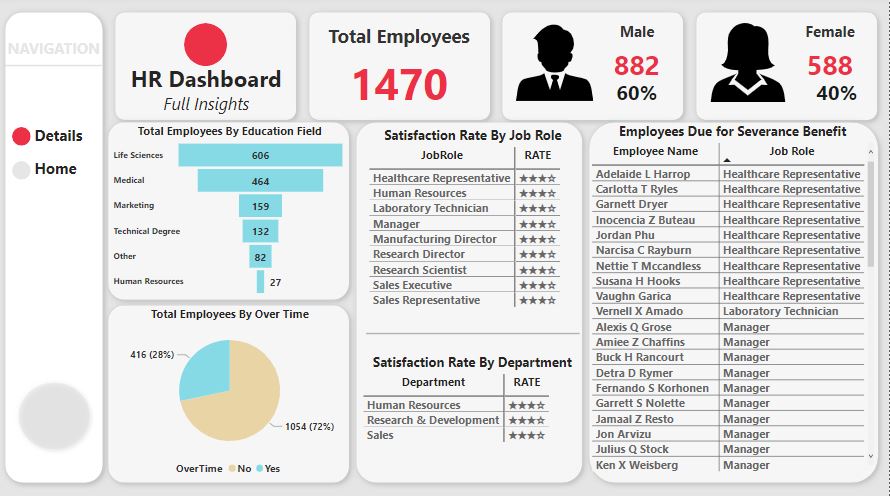 NAVIGATION
Details
Home
HR Dashboard
Full Insights
Total Employees
1470
Male
882
60%
Female
588
40%
Total Employees By Education Field
Life Sciences 606
Medical 464
Marketing 159
Technical Degree 132
Other 82
Human Resources 27
Total Employees By Over Time
416 (28%)
1054 (72%)
OverTime No Yes
Satisfaction Rate By Job Role
JobRole RATE
Healthcare Representative ★★★☆
Human Resources ★★★☆
Laboratory Technician ★★★☆
Manager ★★★☆
Manufacturing Director ★★★☆
Research Director ★★★☆
Research Scientist ★★★☆
Sales Executive ★★★☆
Sales Representative ★★★☆
Satisfaction Rate By Department
Department RATE
Human Resources ★★★☆
Research & Development ★★★☆
Sales ★★★☆
Employees Due for Severance Benefit
Employee Name Job Role
Adelaide L Harrop Healthcare Representative
Carlotta T Ryles Healthcare Representative
Garnett Dryer Healthcare Representative
Inocencia Z Buteau Healthcare Representative
Jordan Phu Healthcare Representative
Narcisa C Rayburn Healthcare Representative
Nettie T Mccandless Healthcare Representative
Susana H Hooks Healthcare Representative
Vaughn Garica Healthcare Representative
Vernell X Amado Laboratory Technician
Alexis Q Grose Manager
Amiee Z Chaffins Manager
Buck H Rancourt Manager
Detra D Rymer Manager
Fernando S Korhonen Manager
Garrett S Nolette Manager
Jamaal Z Resto Manager
Jon Arvizu Manager
Julius Q Stock Manager
Ken X Weisberg Manager